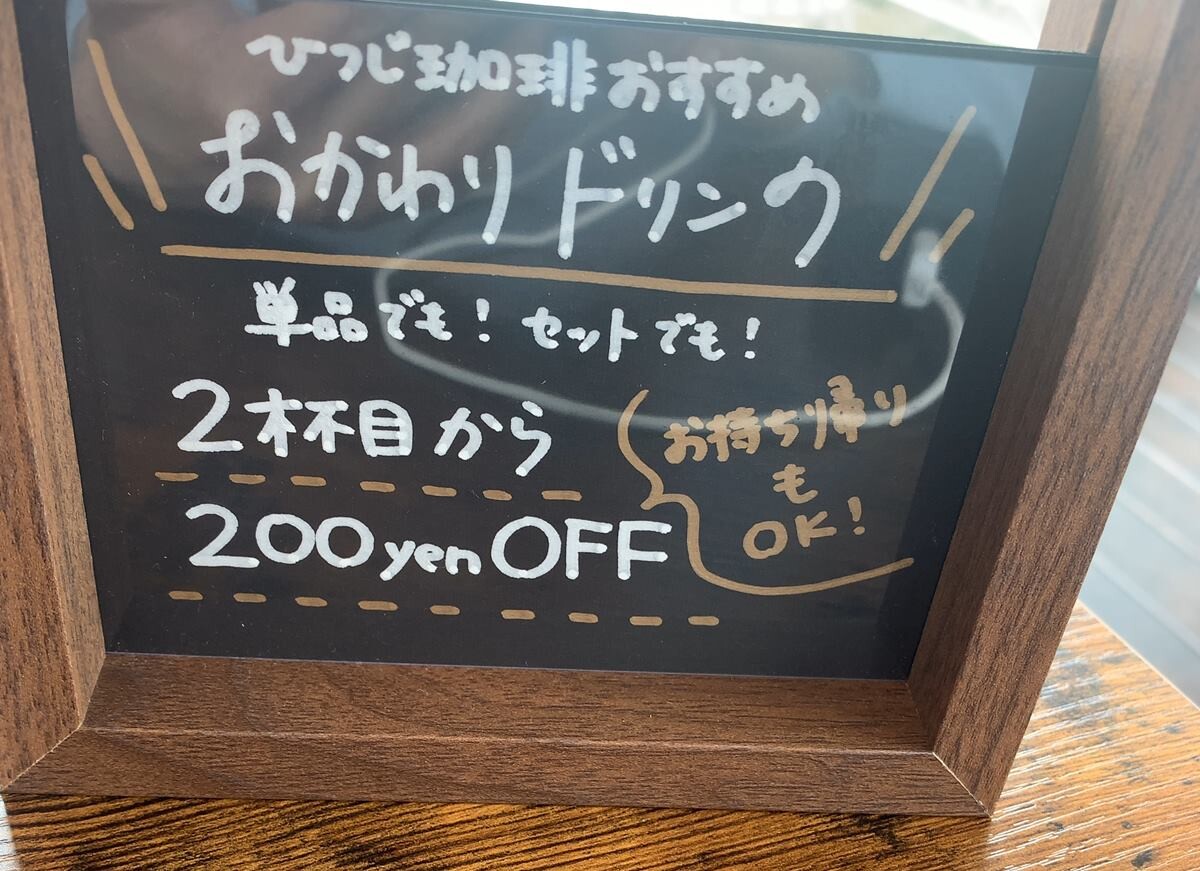 ひつじ珈琲おすすめ
おかわりドリンク
単品でも！セットでも！
2杯目から
200yenOFF
お持ち帰り
も
OK!